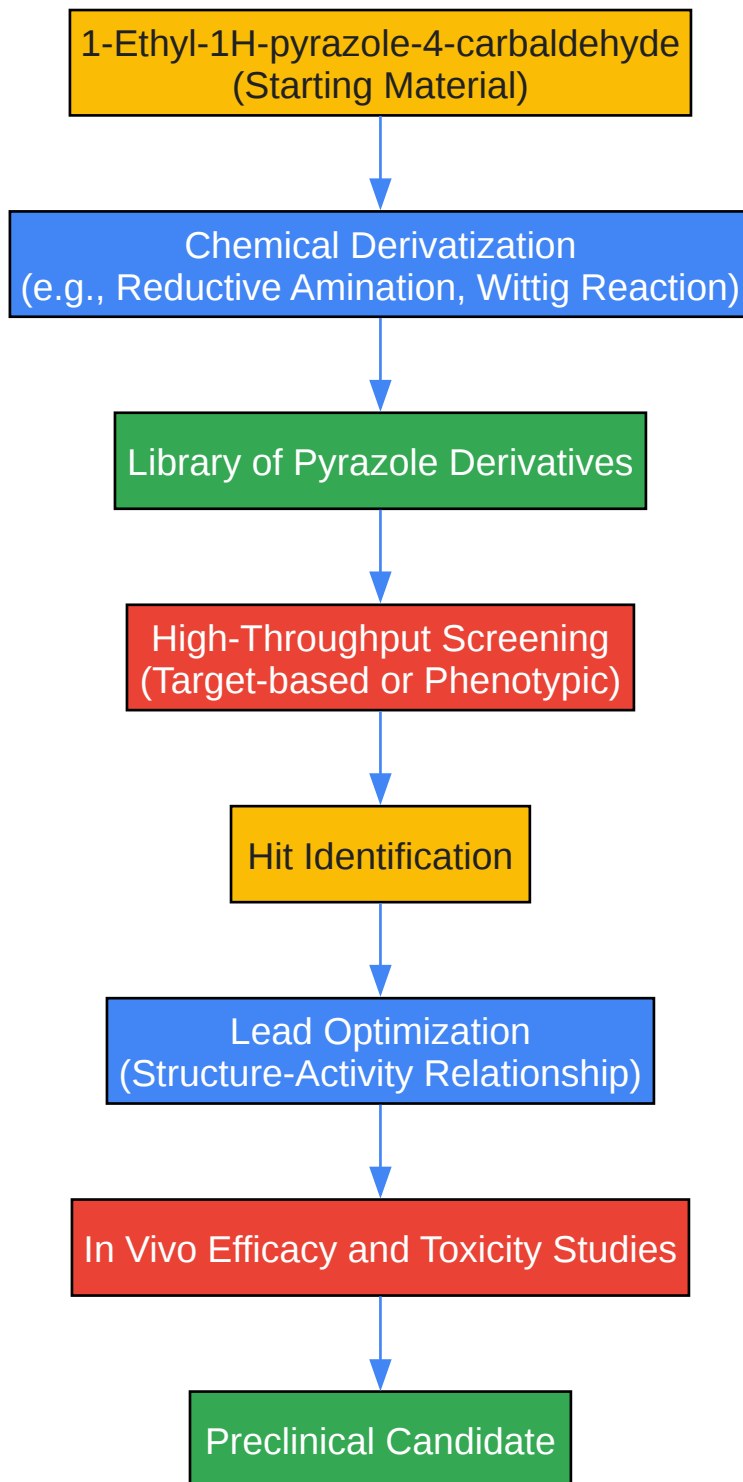 1-Ethyl-1H-pyrazole-4-carbaldehyde
(Starting Material)
Chemical Derivatization
(e.g., Reductive Amination, Wittig Reaction)
Library of Pyrazole Derivatives
High-Throughput Screening
(Target-based or Phenotypic)
Hit Identification
Lead Optimization
(Structure-Activity Relationship)
In Vivo Efficacy and Toxicity Studies
Preclinical Candidate